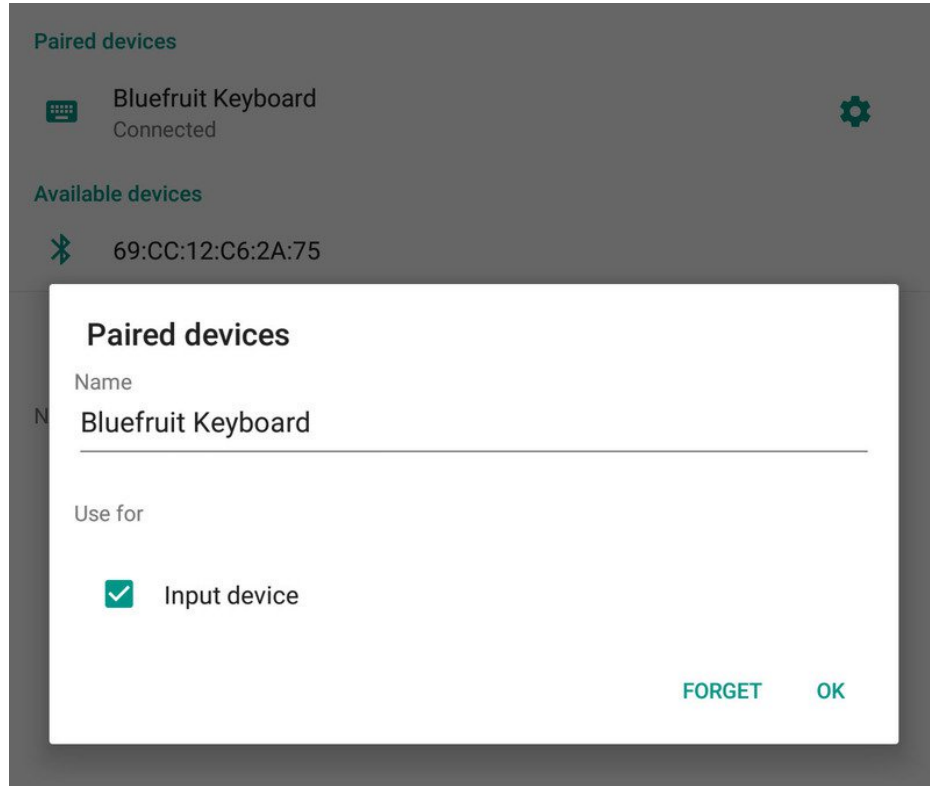 Paired devices
Bluefruit Keyboard
Connected
Available devices
69:CC:12:C6:2A:75
Paired devices
Name
N
Bluefruit Keyboard
Use for
Input device
FORGET OK